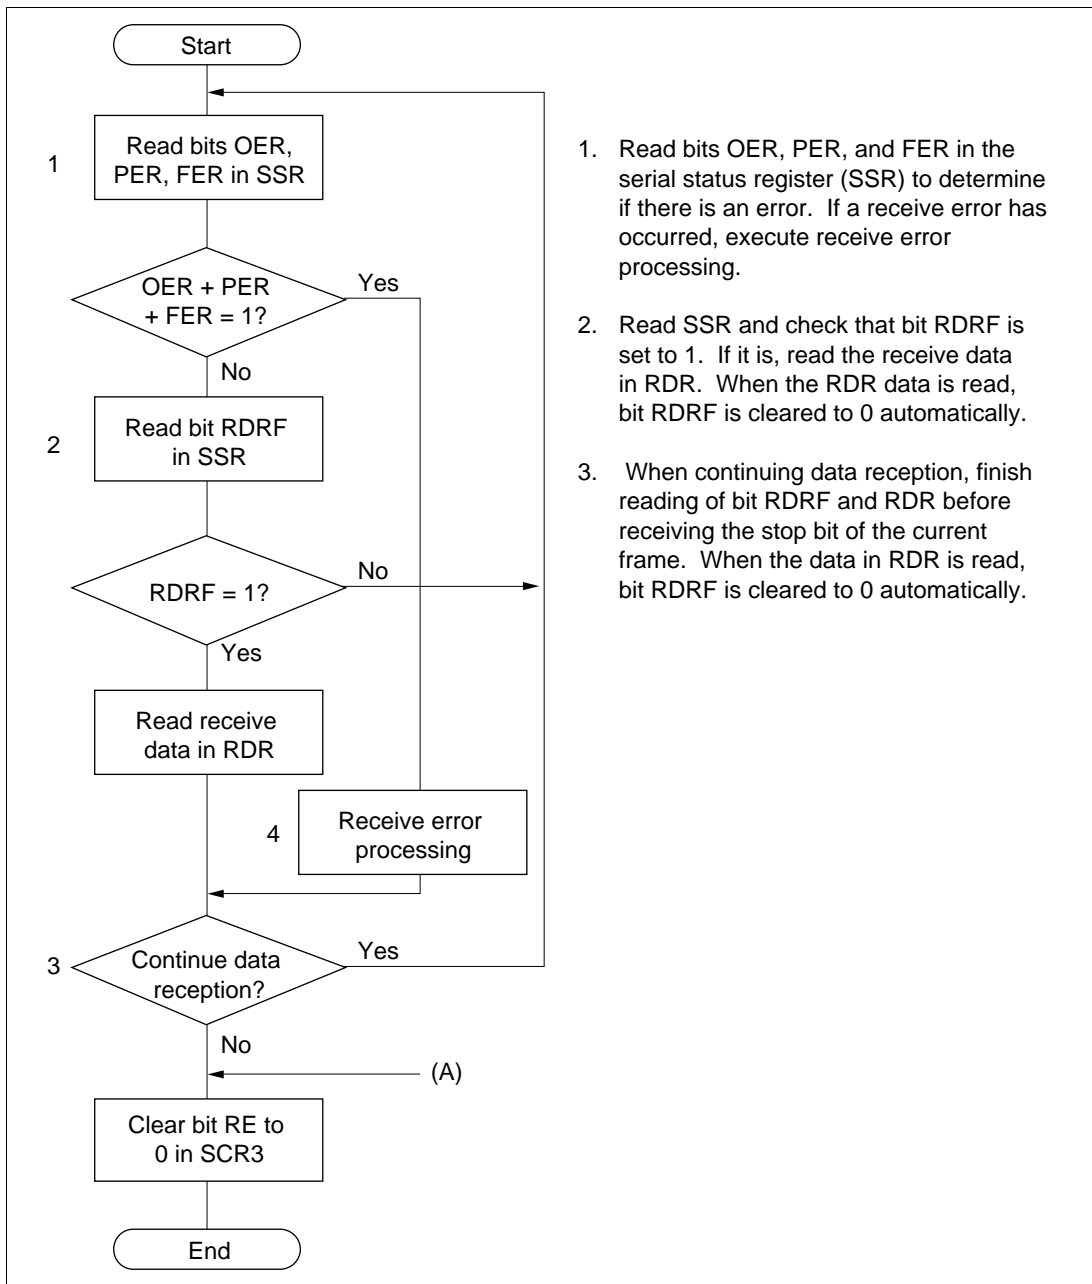 Start
1
Read bits OER,
PER, FER in SSR
OER + PER
+ FER = 1?
Yes
No
2
Read bit RDRF
in SSR
RDRF = 1?
No
Yes
Read receive
data in RDR
4
Receive error
processing
3
Continue data
reception?
Yes
No
(A)
Clear bit RE to
0 in SCR3
End
1. Read bits OER, PER, and FER in the
serial status register (SSR) to determine
if there is an error. If a receive error has
occurred, execute receive error
processing.
2. Read SSR and check that bit RDRF is
set to 1. If it is, read the receive data
in RDR. When the RDR data is read,
bit RDRF is cleared to 0 automatically.
3. When continuing data reception, finish
reading of bit RDRF and RDR before
receiving the stop bit of the current
frame. When the data in RDR is read,
bit RDRF is cleared to 0 automatically.